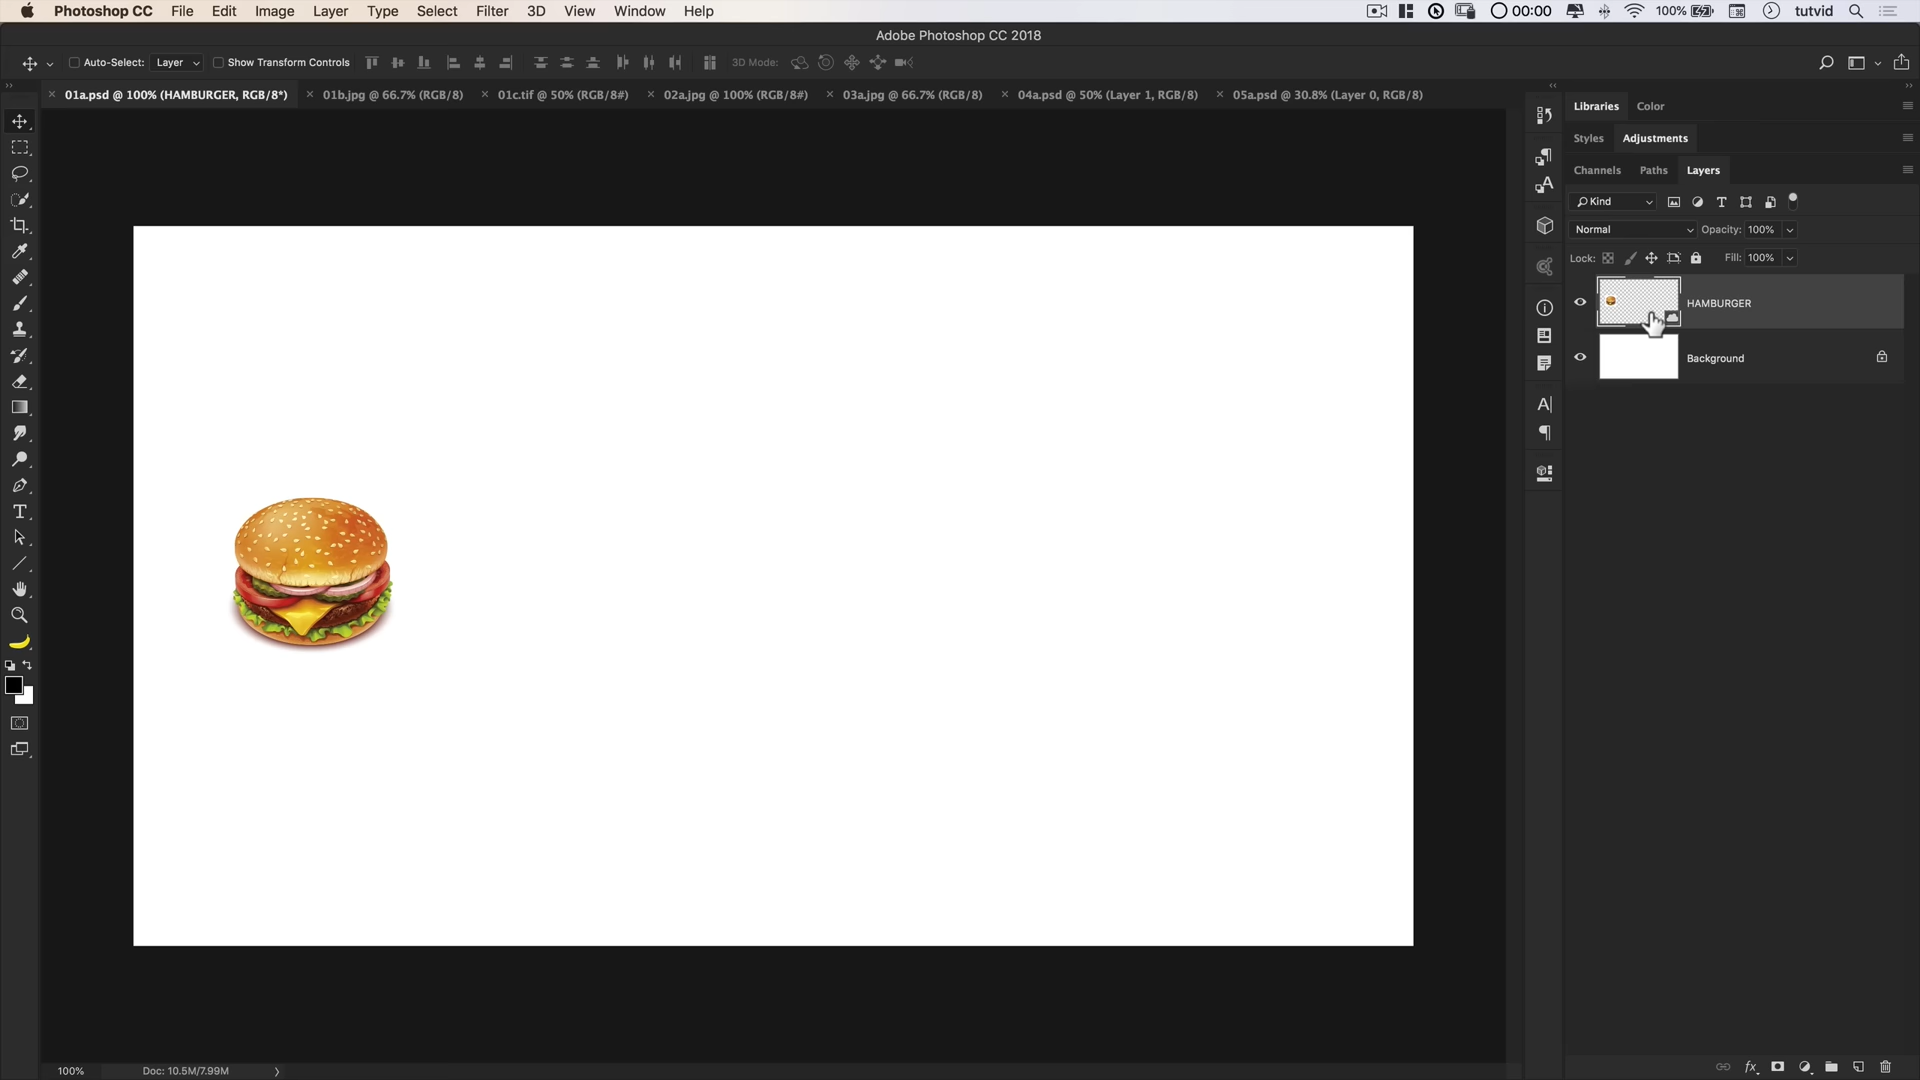 Photoshop CC File Edit Image Layer Type Select Filter 3D View Window Help 00:00 100% tutvid
Adobe Photoshop CC 2018
Auto-Select: Layer Show Transform Controls 3D Mode:
01a.psd @ 100% (HAMBURGER, RGB/8*) 01b.jpg @ 66.7% (RGB/8) 01c.tif @ 50% (RGB/8#) 02a.jpg @ 100% (RGB/8#) 03a.jpg @ 66.7% (RGB/8) 04a.psd @ 50% (Layer 1, RGB/8) 05a.psd @ 30.8% (Layer 0, RGB/8)
Libraries Color
Styles Adjustments
Channels Paths Layers
Kind
Normal Opacity: 100%
Lock: Fill: 100%
HAMBURGER
Background
100% Doc: 10.5M/7.99M